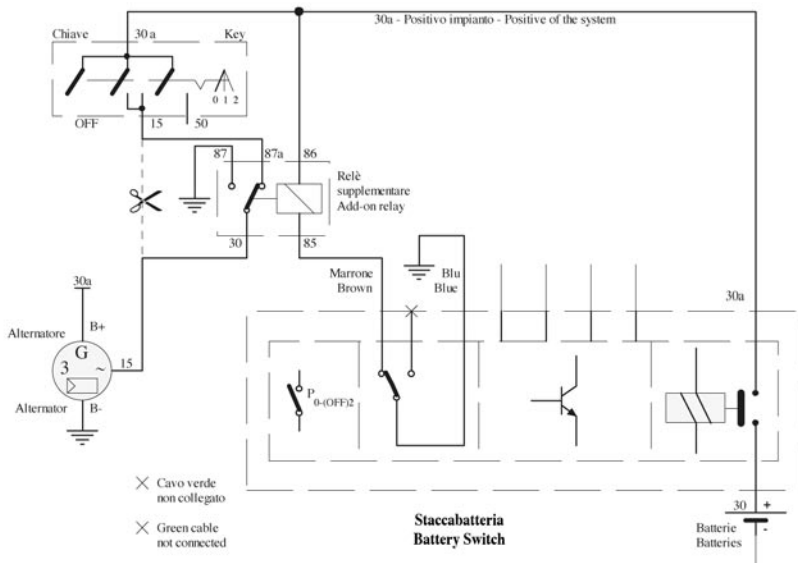 30a - Positivo impianto - Positive of the system
Chiave
30 a
Key
0 1 2
OFF
15
50
87
87a
86
Relè
supplementare
Add-on relay
30
85
Marrone
Brown
Blu
Blue
30a
30a
Alternatore
B+
G
3
~
15
Alternator
B-
P0-(OFF)2
Cavo verde
non collegato
Green cable
not connected
Staccabatteria
Battery Switch
30
+
-
Batterie
Batteries